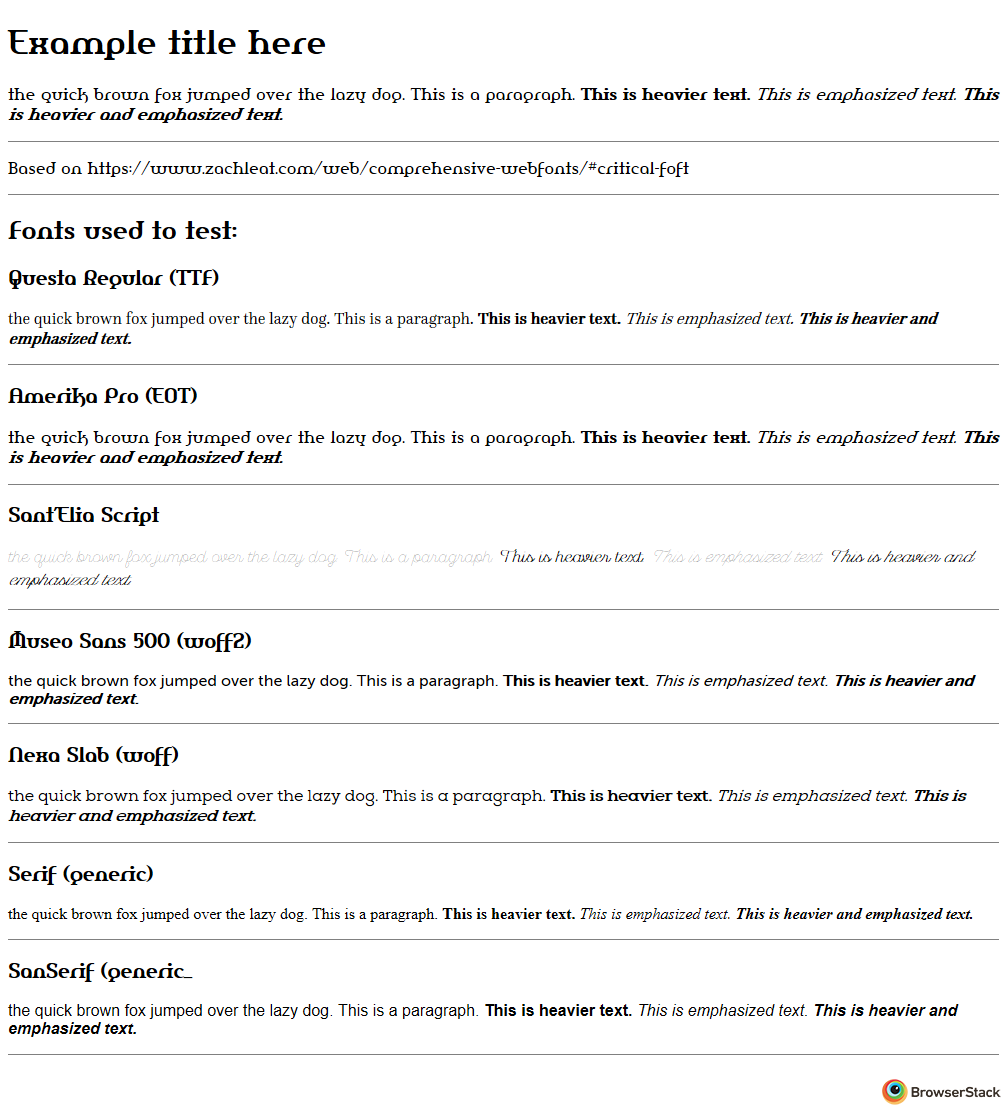 Example title here
the quick brown fox jumped over the lazy dog. This is a paragraph. This is heavier text. This is emphasized text. This
is heavier and emphasized text.
Based on https://www.zachleat.com/web/comprehensive-webfonts/#critical-foft
Fonts used to test:
Questa Regular (TTF)
the quick brown fox jumped over the lazy dog. This is a paragraph. This is heavier text. This is emphasized text. This is heavier and
emphasized text.
Amerika Pro (EOT)
the quick brown fox jumped over the lazy dog. This is a paragraph. This is heavier text. This is emphasized text. This
is heavier and emphasized text.
Sant'Elia Script
the quick brown fox jumped over the lazy dog. This is a paragraph. This is heavier text. This is emphasized text. This is heavier and
emphasized text.
Museo Sans 500 (woff2)
the quick brown fox jumped over the lazy dog. This is a paragraph. This is heavier text. This is emphasized text. This is heavier and
emphasized text.
Nexa Slab (woff)
the quick brown fox jumped over the lazy dog. This is a paragraph. This is heavier text. This is emphasized text. This is
heavier and emphasized text.
Serif (generic)
the quick brown fox jumped over the lazy dog. This is a paragraph. This is heavier text. This is emphasized text. This is heavier and emphasized text.
SanSerif (generic_
the quick brown fox jumped over the lazy dog. This is a paragraph. This is heavier text. This is emphasized text. This is heavier and
emphasized text.
BrowserStack